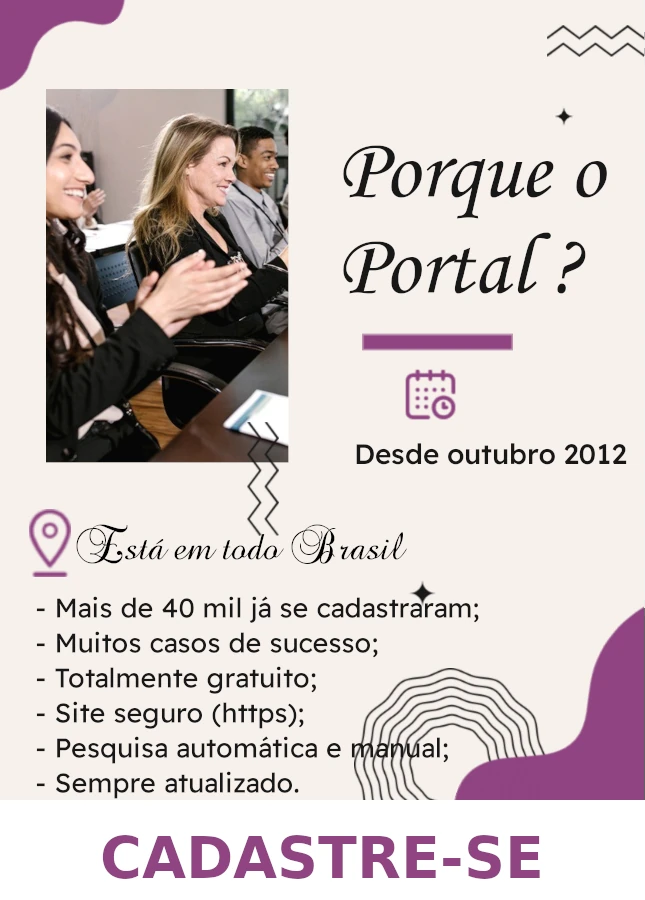 Porque o
Portal ?
Desde outubro 2012
Está em todo Brasil
- Mais de 40 mil já se cadastraram;
- Muitos casos de sucesso;
- Totalmente gratuito;
- Site seguro (https);
- Pesquisa automática e manual;
- Sempre atualizado.
CADASTRE-SE